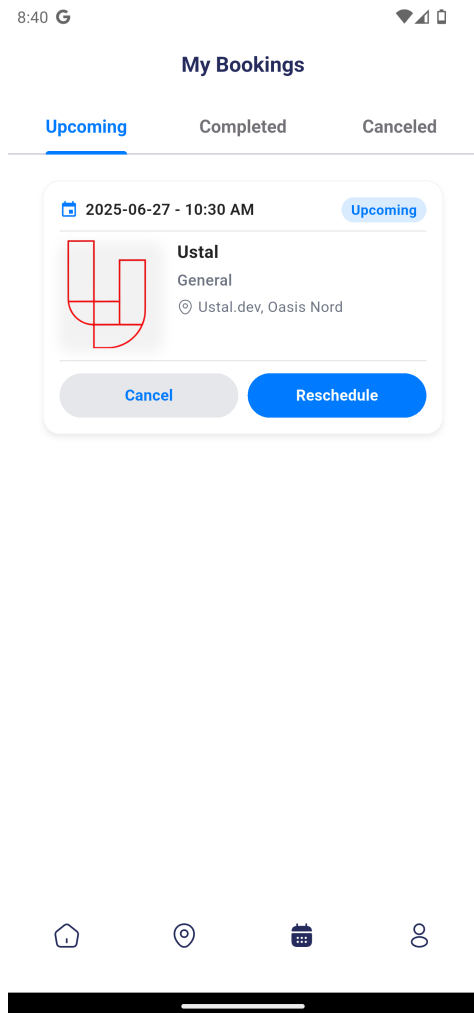 8:40
My Bookings
Upcoming Completed Canceled
2025-06-27 - 10:30 AM Upcoming
Ustal
General
Ustal.dev, Oasis Nord
Cancel Reschedule